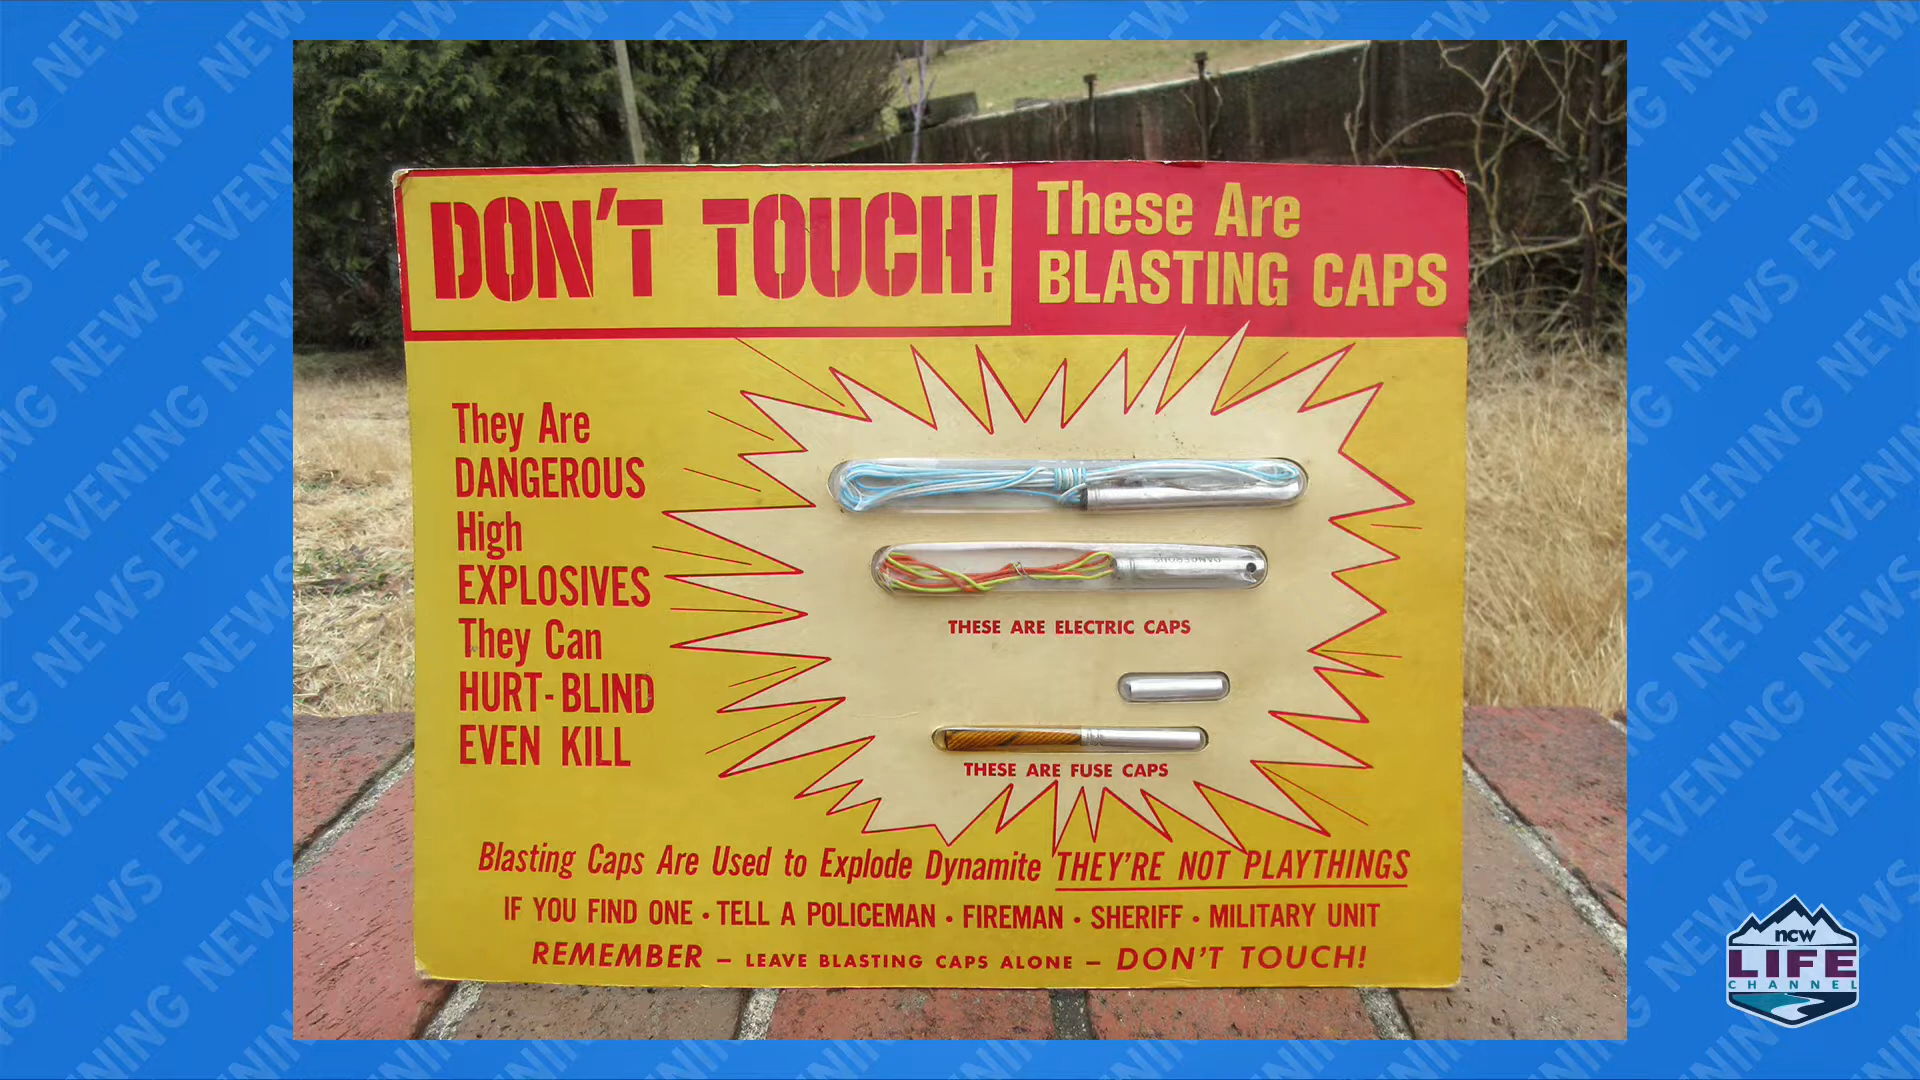 DON'T TOUCH!
These Are
BLASTING CAPS
They Are
DANGEROUS
High
EXPLOSIVES
They Can
HURT-BLIND
EVEN KILL
DANGEROUS
THESE ARE ELECTRIC CAPS
THESE ARE FUSE CAPS
Blasting Caps Are Used to Explode Dynamite THEY'RE NOT PLAYTHINGS
IF YOU FIND ONE • TELL A POLICEMAN • FIREMAN • SHERIFF • MILITARY UNIT
REMEMBER – LEAVE BLASTING CAPS ALONE – DON'T TOUCH!
ncw
LIFE
CHANNEL
EVENING NEWS EVENING NEWS